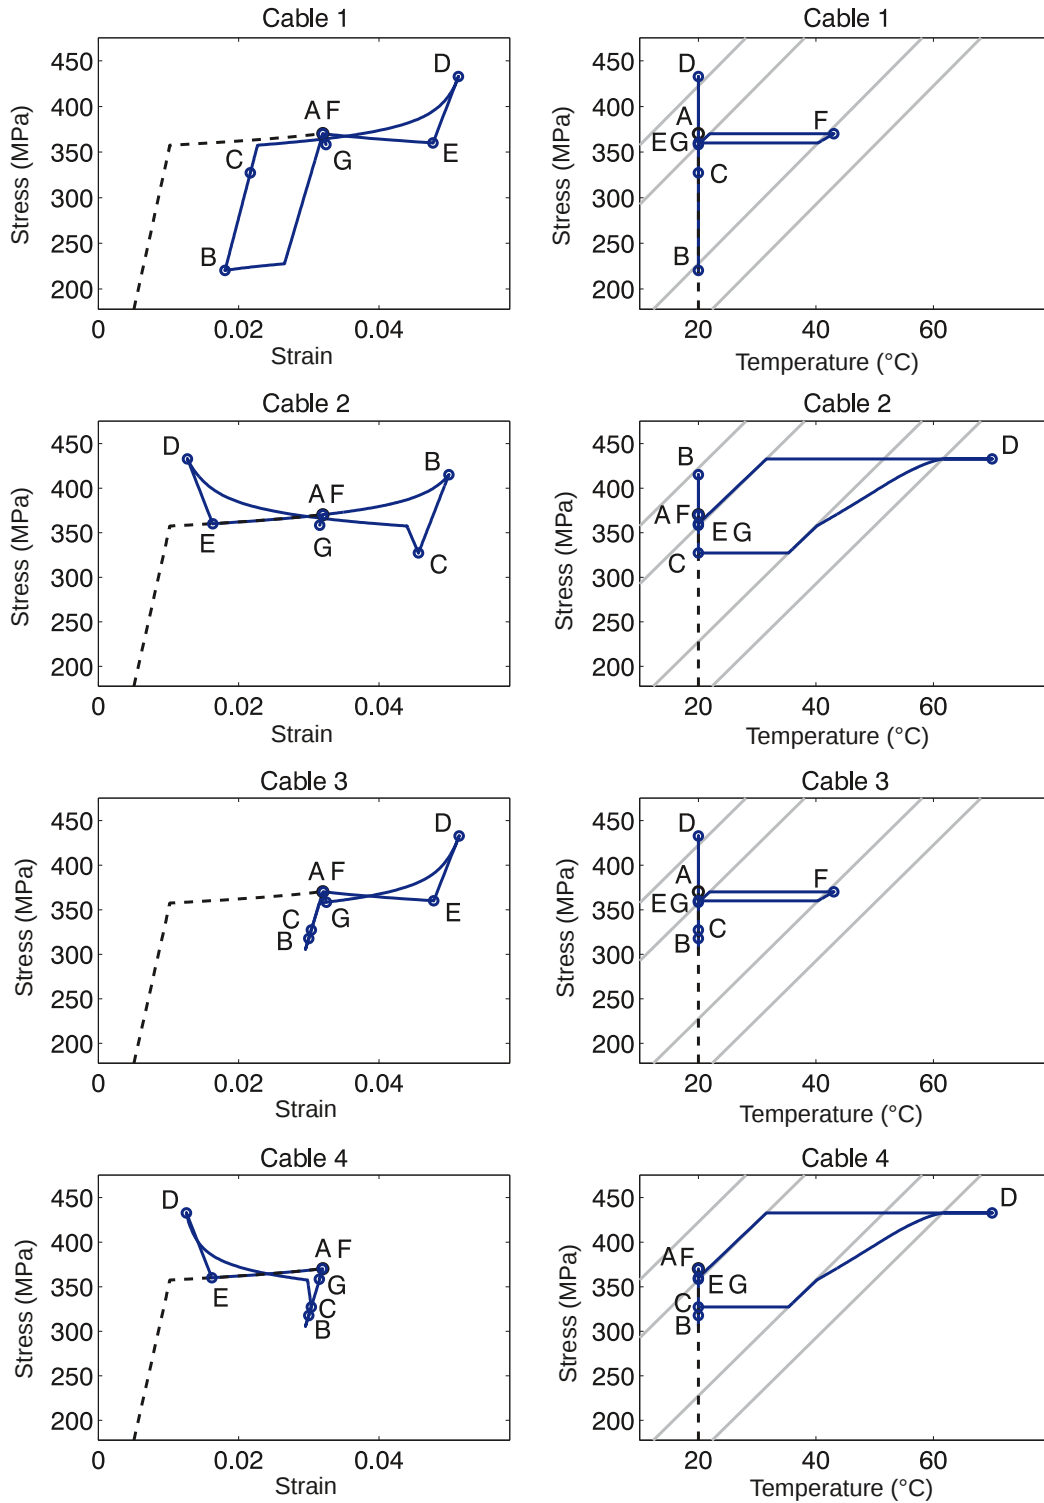 Cable 1
Stress (MPa)
450
400
350
300
250
200
D
A F
C
G
E
B
0
0.02
0.04
Strain
Cable 1
Stress (MPa)
450
400
350
300
250
200
D
A
F
E G
C
B
20
40
60
Temperature (°C)
Cable 2
Stress (MPa)
450
400
350
300
250
200
D
B
A F
E
G
C
0
0.02
0.04
Strain
Cable 2
Stress (MPa)
450
400
350
300
250
200
B
D
A F
E G
C
20
40
60
Temperature (°C)
Cable 3
Stress (MPa)
450
400
350
300
250
200
D
A F
C
G
E
B
0
0.02
0.04
Strain
Cable 3
Stress (MPa)
450
400
350
300
250
200
D
A
F
E G
C
B
20
40
60
Temperature (°C)
Cable 4
Stress (MPa)
450
400
350
300
250
200
D
A F
G
E
C
B
0
0.02
0.04
Strain
Cable 4
Stress (MPa)
450
400
350
300
250
200
D
A F
E G
C
B
20
40
60
Temperature (°C)